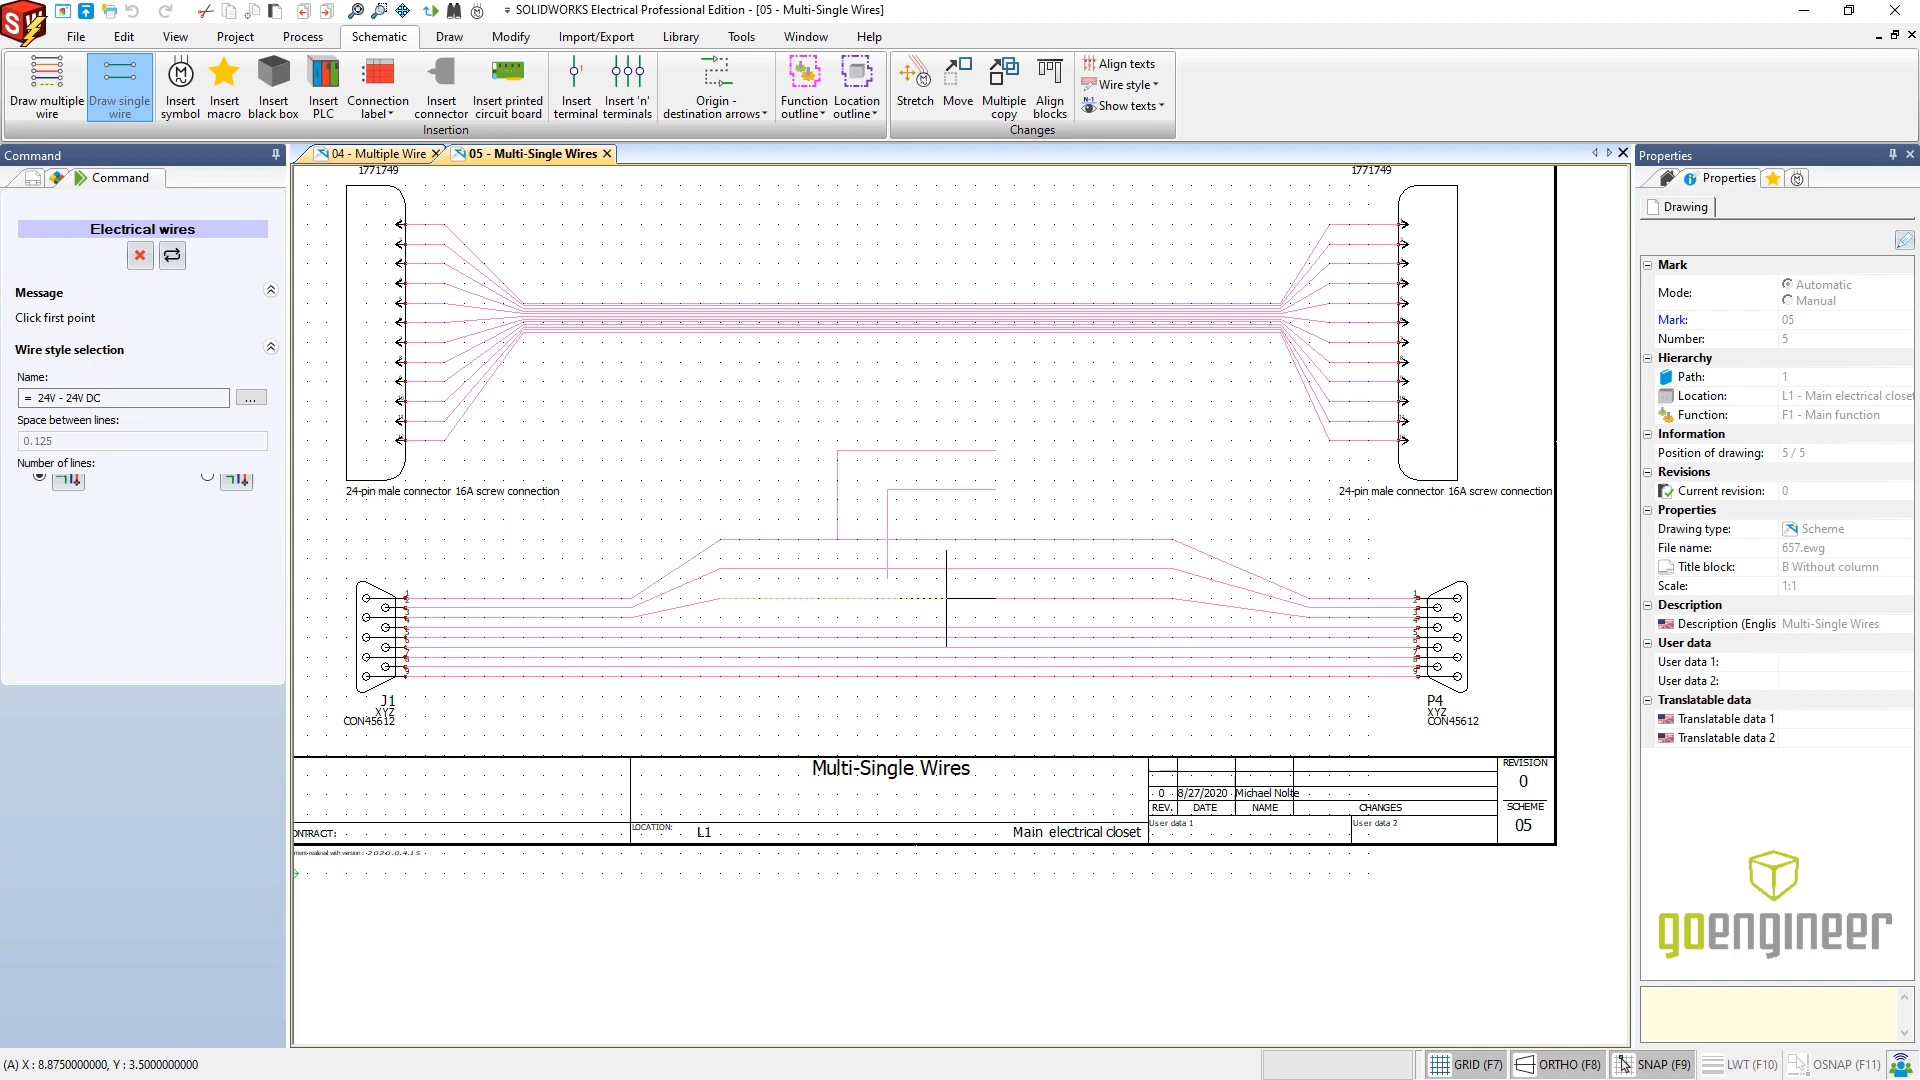 SOLIDWORKS Electrical Professional Edition - [05 - Multi-Single Wires]
File Edit View Project Process Schematic Draw Modify Import/Export Library Tools Window Help
Draw multiple wire
Draw single wire
Insert symbol
Insert macro
Insert black box
Insert PLC
Connection label
Insert connector
Insert printed circuit board
Insert terminal
Insert 'n' terminals
Origin - destination arrows
Function outline
Location outline
Stretch
Move
Multiple copy
Align blocks
Align texts
Wire style
Show texts
Insertion
Changes
Command
Command
Electrical wires
Message
Click first point
Wire style selection
Name:
= 24V - 24V DC
...
Space between lines:
0.125
Number of lines:
04 - Multiple Wire
05 - Multi-Single Wires
1771749
1771749
24-pin male connector 16A screw connection
24-pin male connector 16A screw connection
J1
XYZ
CON45612
P4
XYZ
CON45612
Multi-Single Wires
0 8/27/2020 Michael Nolte
REV. DATE NAME CHANGES
REVISION
0
SCHEME
05
ONTRACT:
LOCATION: L1
Main electrical closet
User data 1
User data 2
Properties
Properties
Drawing
Mark
Mode: Automatic
Manual
Mark: 05
Number: 5
Hierarchy
Path: 1
Location: L1 - Main electrical closet
Function: F1 - Main function
Information
Position of drawing: 5 / 5
Revisions
Current revision: 0
Properties
Drawing type: Scheme
File name: 657.ewg
Title block: B Without column
Scale: 1:1
Description
Description (Englis Multi-Single Wires
User data
User data 1:
User data 2:
Translatable data
Translatable data 1
Translatable data 2
goengineer
(A) X : 8.8750000000, Y : 3.5000000000
GRID (F7) ORTHO (F8) SNAP (F9) LWT (F10) OSNAP (F11)